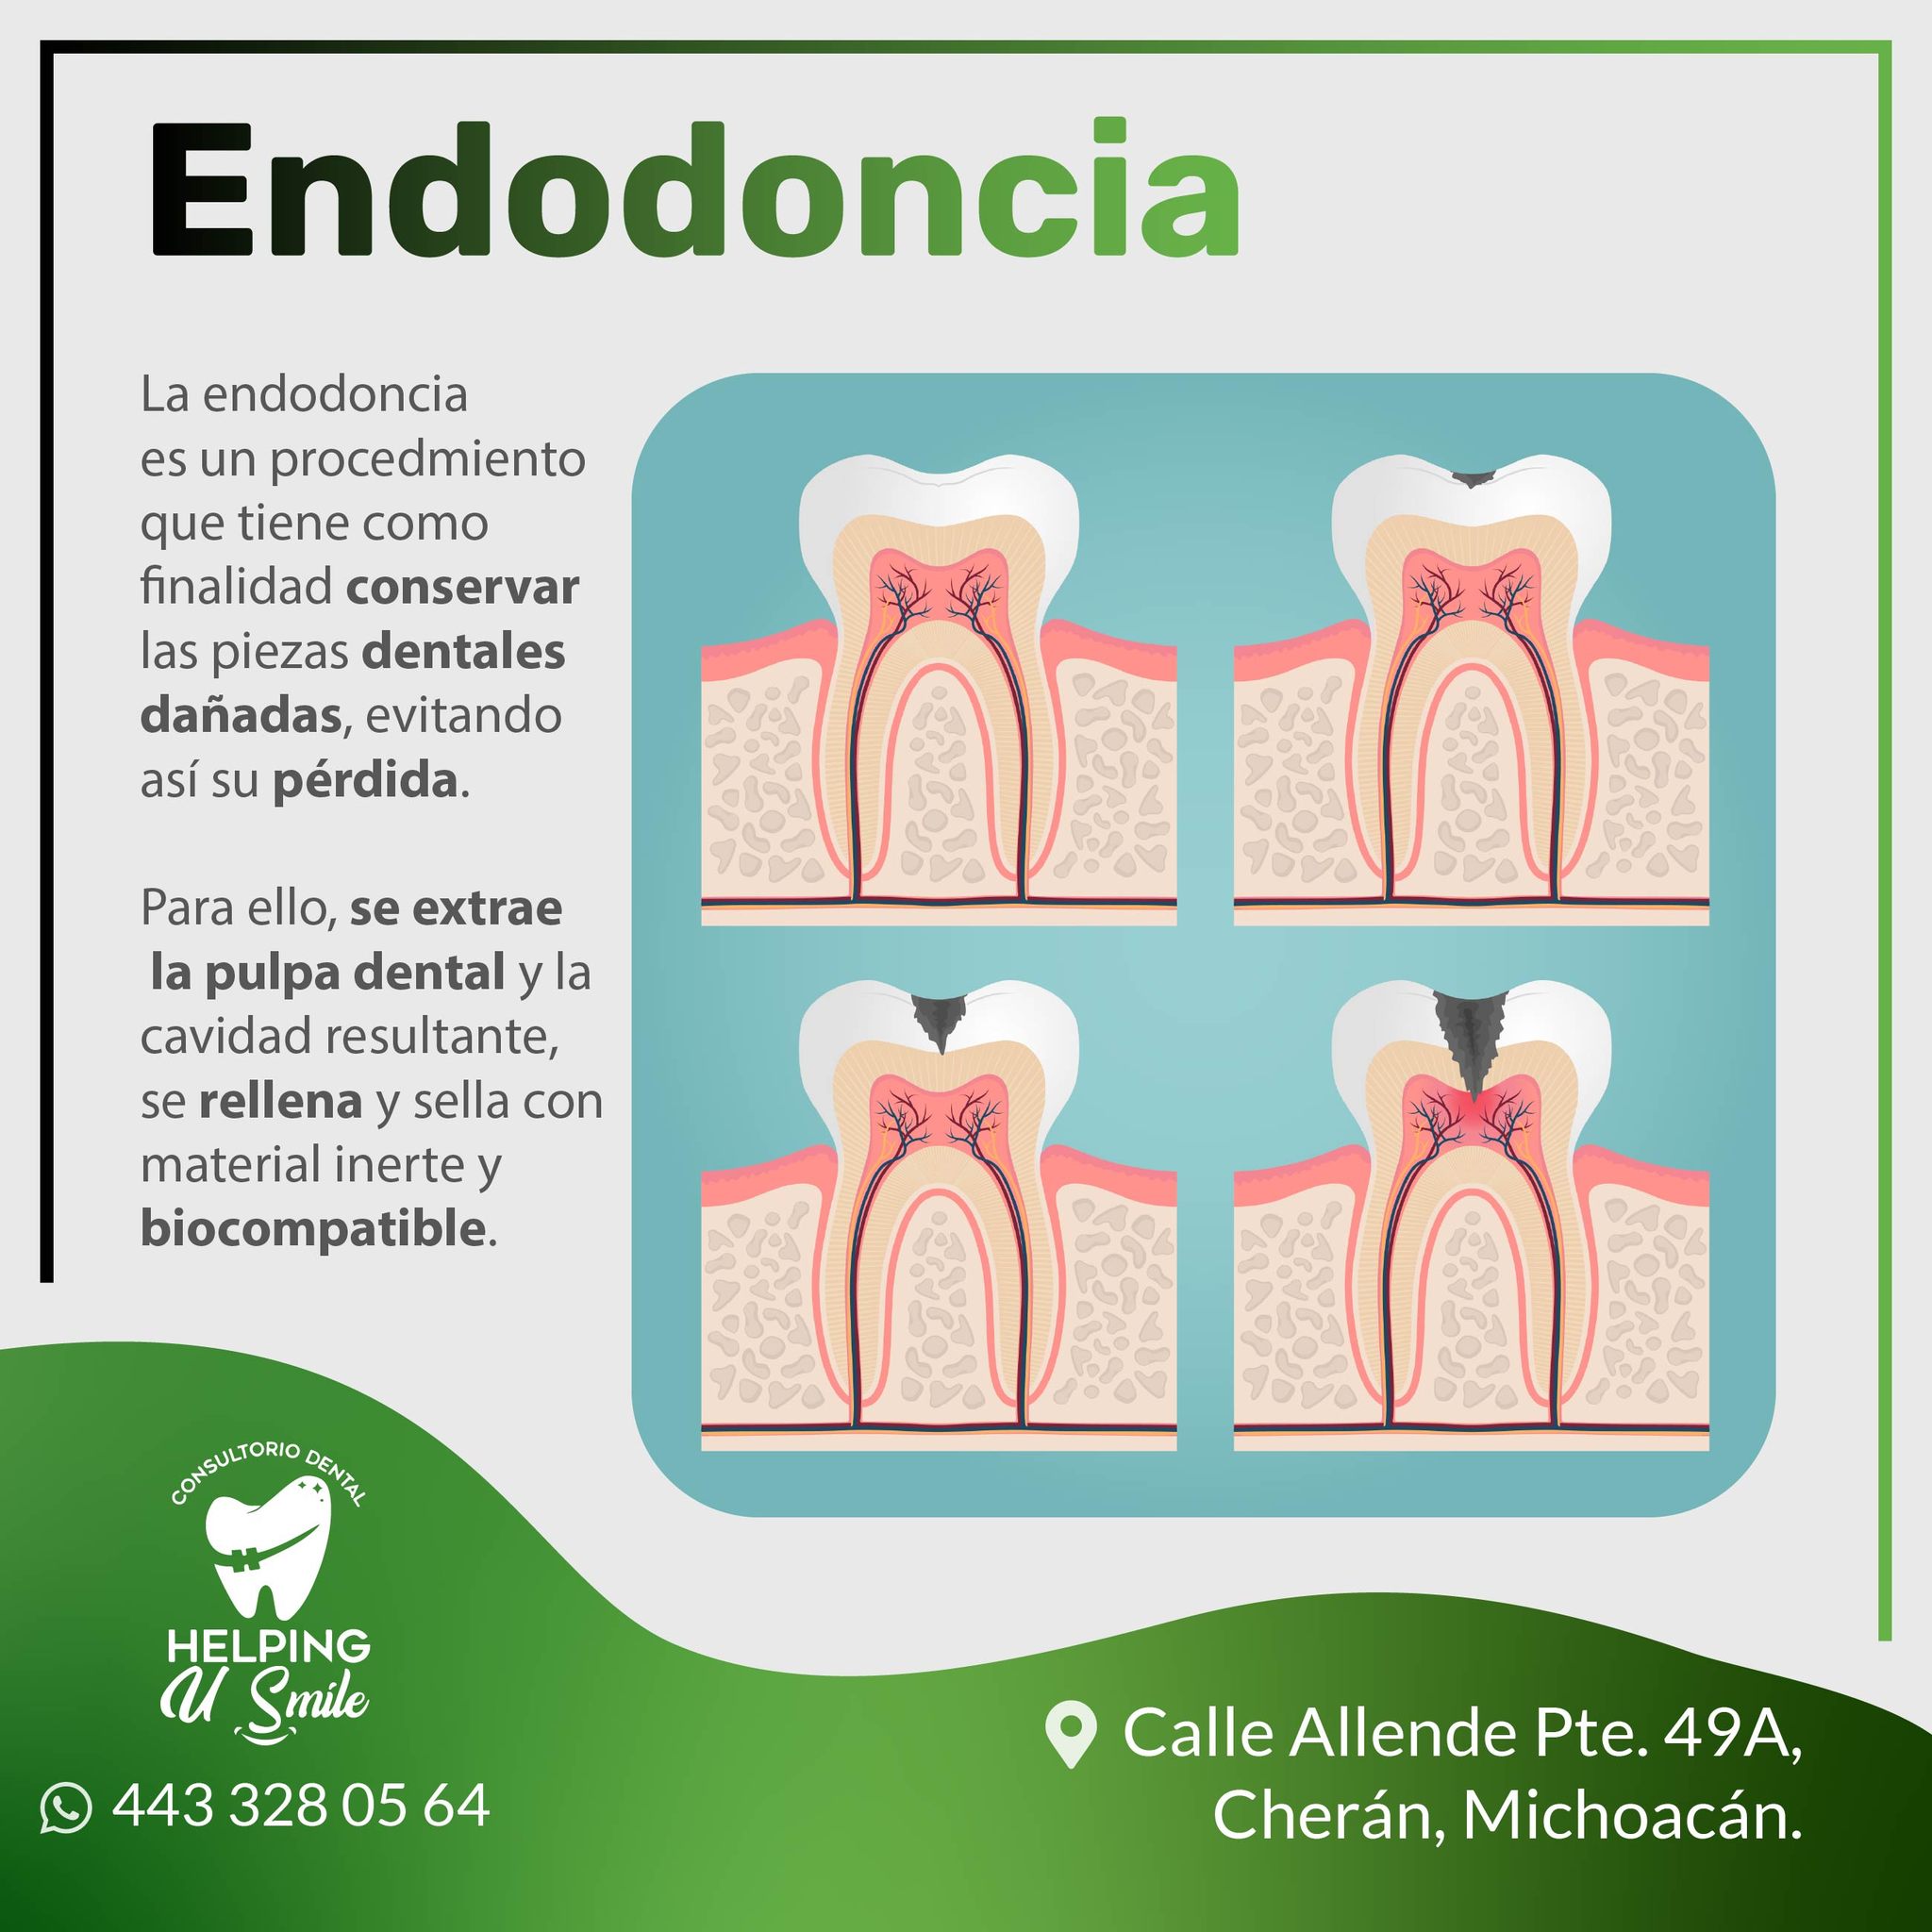 Endodoncia
La endodoncia
es un procedmiento
que tiene como
finalidad conservar
las piezas dentales
dañadas, evitando
así su pérdida.
Para ello, se extrae
la pulpa dental y la
cavidad resultante,
se rellena y sella con
material inerte y
biocompatible.
CONSULTORIO DENTAL
HELPING
U Smile
443 328 05 64
Calle Allende Pte. 49A,
Cherán, Michoacán.